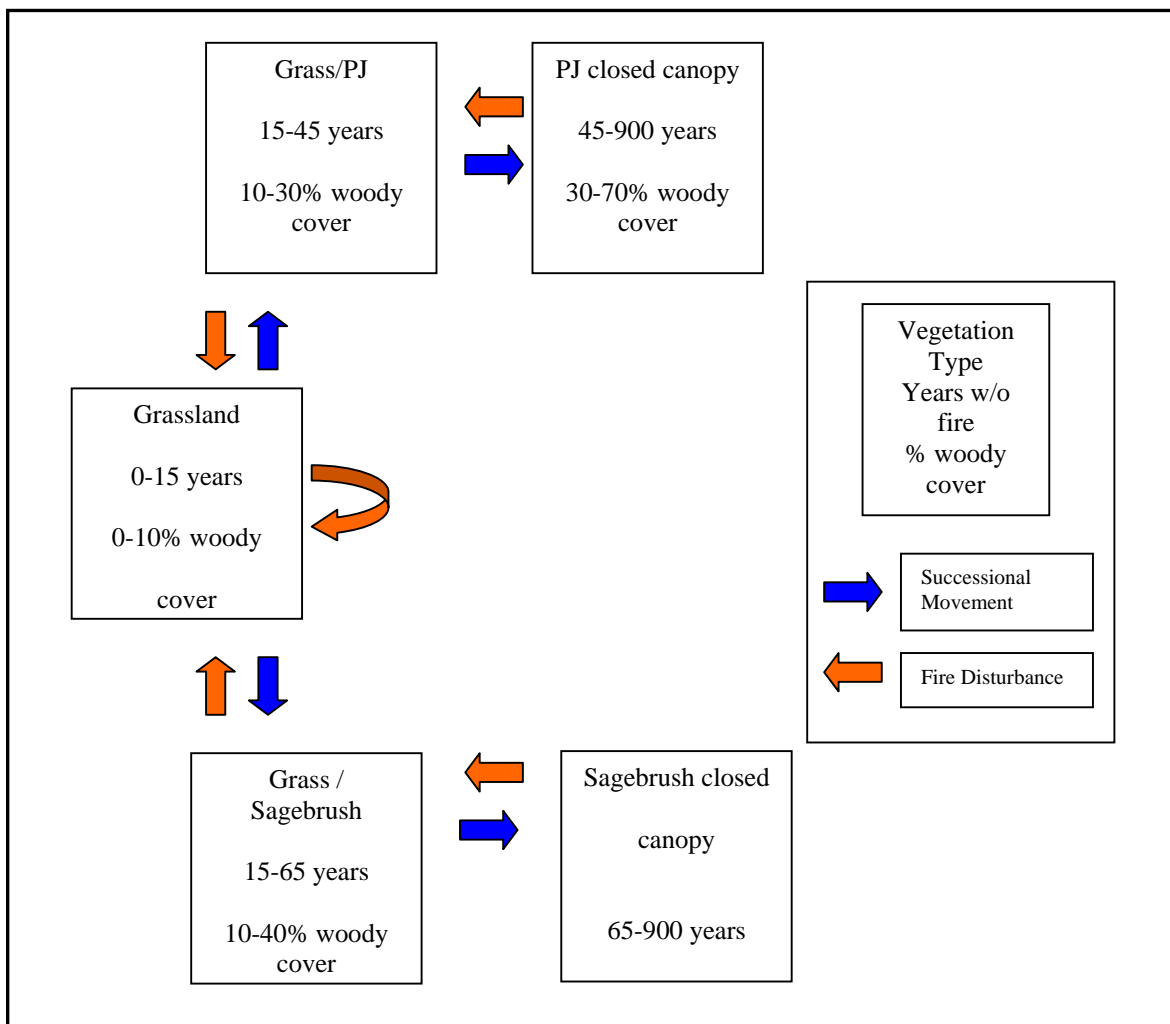 Grass/PJ
15-45 years
10-30% woody
cover
PJ closed canopy
45-900 years
30-70% woody
cover
Grassland
0-15 years
0-10% woody
cover
Grass /
Sagebrush
15-65 years
10-40% woody
cover
Sagebrush closed
canopy
65-900 years
Vegetation
Type
Years w/o
fire
% woody
cover
Successional
Movement
Fire Disturbance